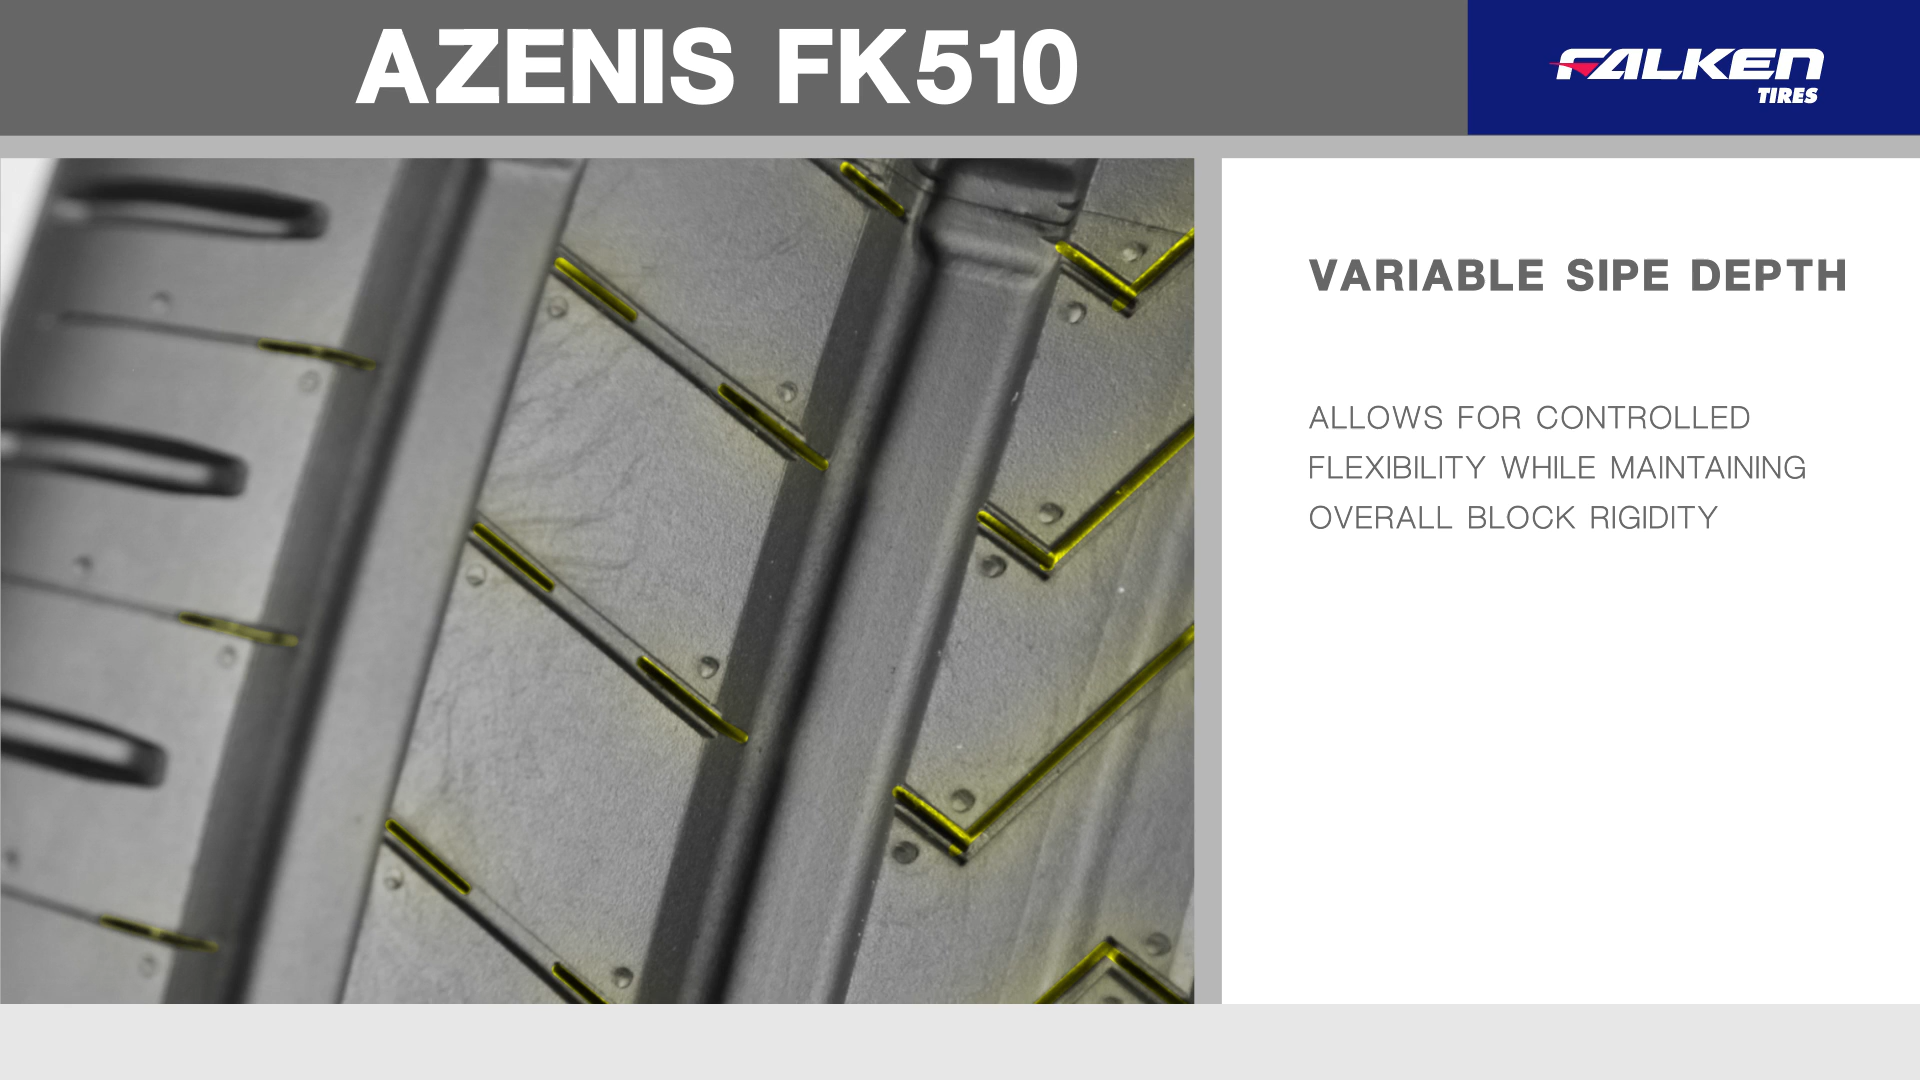 AZENIS FK510
FALKEN
TIRES
VARIABLE SIPE DEPTH
ALLOWS FOR CONTROLLED
FLEXIBILITY WHILE MAINTAINING
OVERALL BLOCK RIGIDITY